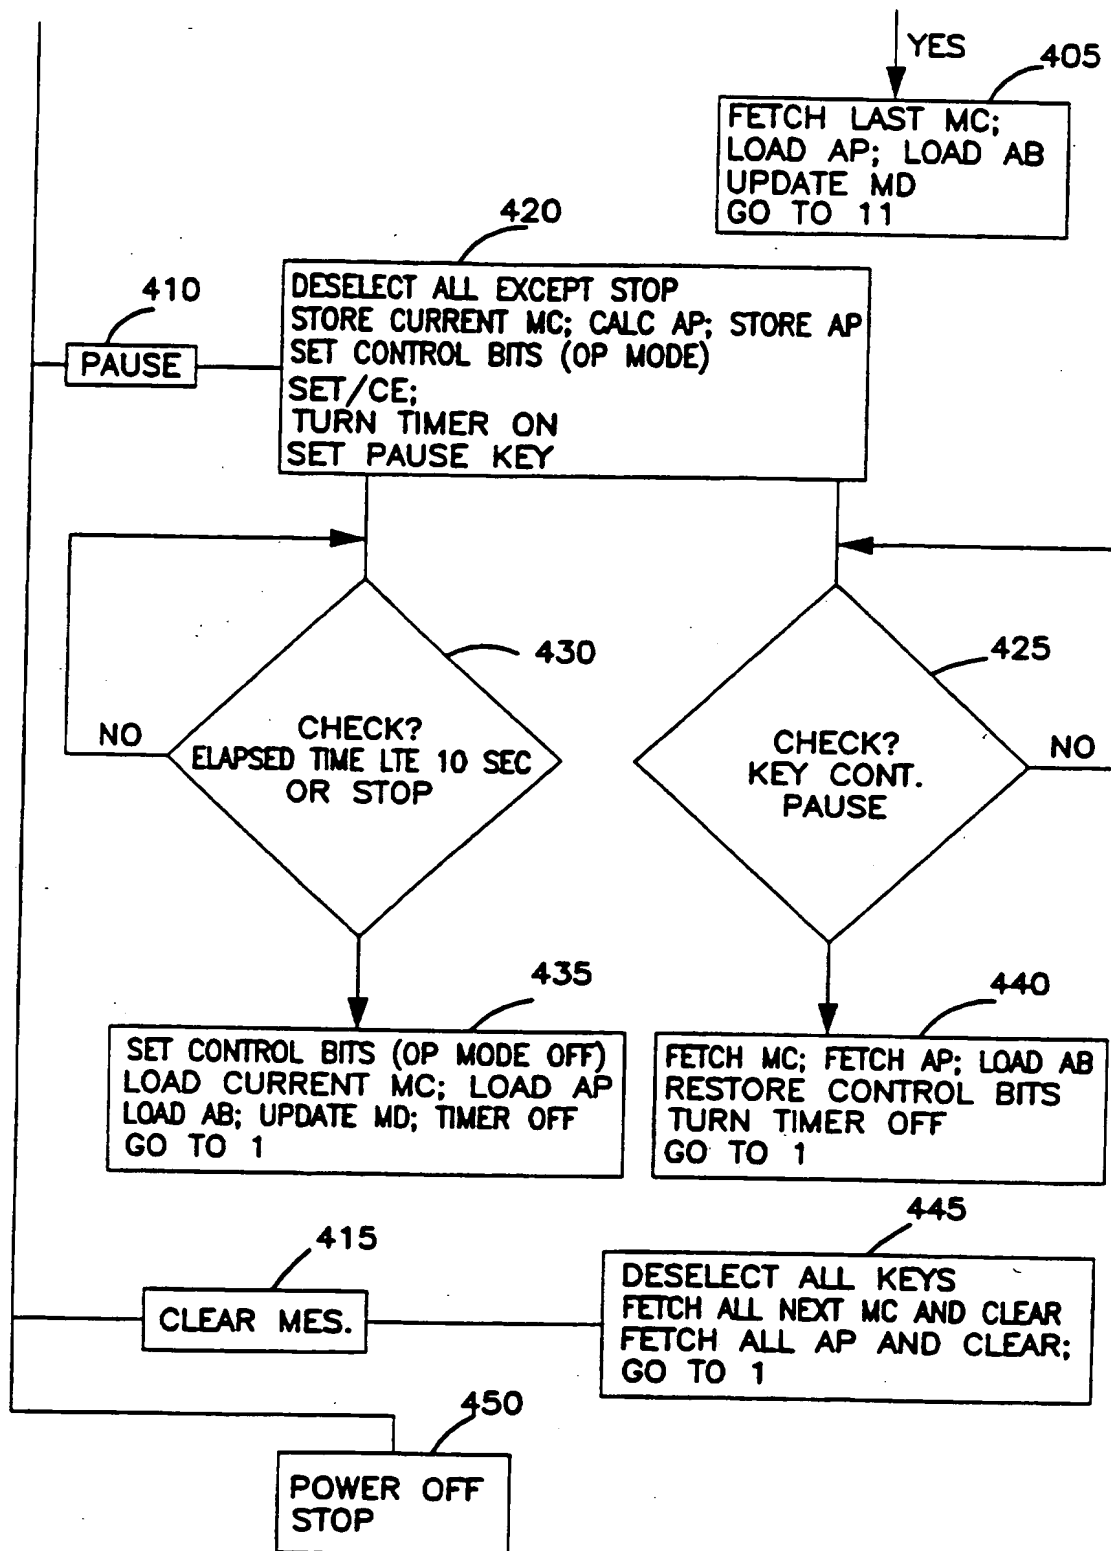 YES
405
FETCH LAST MC;
LOAD AP; LOAD AB
UPDATE MD
GO TO 11
420
DESELECT ALL EXCEPT STOP
STORE CURRENT MC; CALC AP; STORE AP
SET CONTROL BITS (OP MODE)
SET/CE;
TURN TIMER ON
SET PAUSE KEY
410
PAUSE
430
CHECK?
ELAPSED TIME LTE 10 SEC
OR STOP
NO
425
CHECK?
KEY CONT.
PAUSE
NO
435
SET CONTROL BITS (OP MODE OFF)
LOAD CURRENT MC; LOAD AP
LOAD AB; UPDATE MD; TIMER OFF
GO TO 1
440
FETCH MC; FETCH AP; LOAD AB
RESTORE CONTROL BITS
TURN TIMER OFF
GO TO 1
415
CLEAR MES.
445
DESELECT ALL KEYS
FETCH ALL NEXT MC AND CLEAR
FETCH ALL AP AND CLEAR;
GO TO 1
450
POWER OFF
STOP